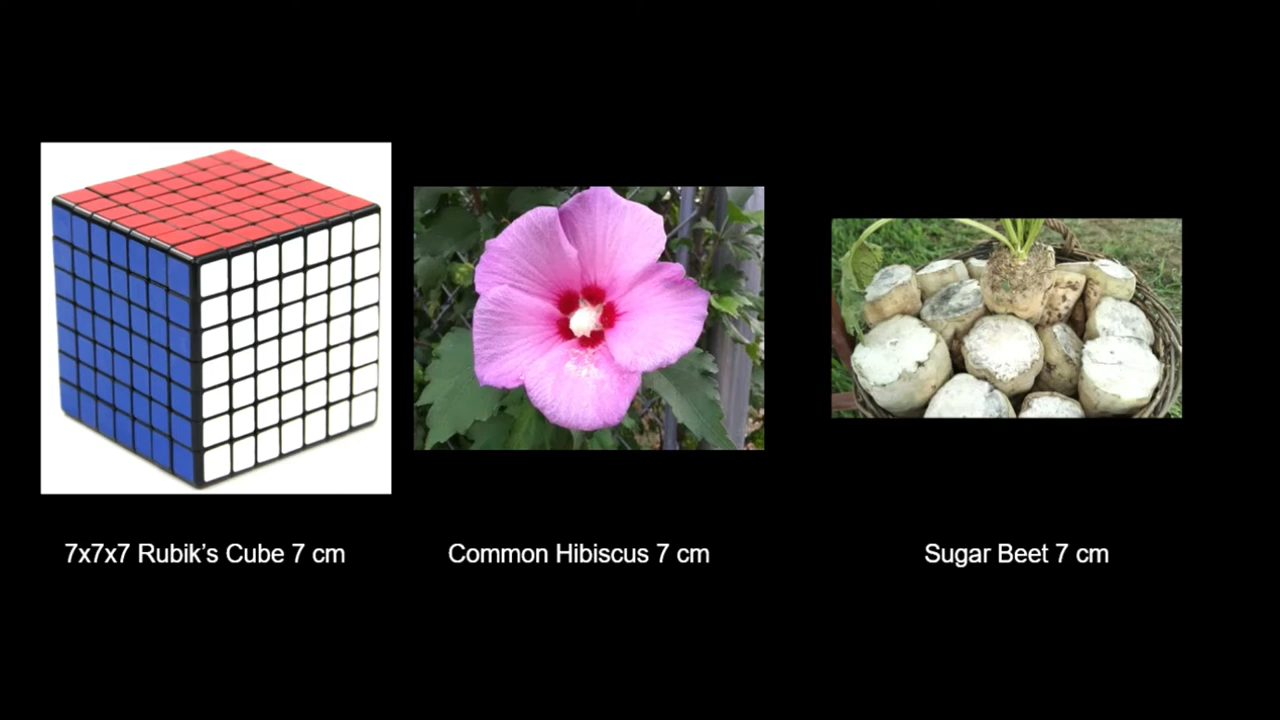 7x7x7 Rubik’s Cube 7 cm
Common Hibiscus 7 cm
Sugar Beet 7 cm